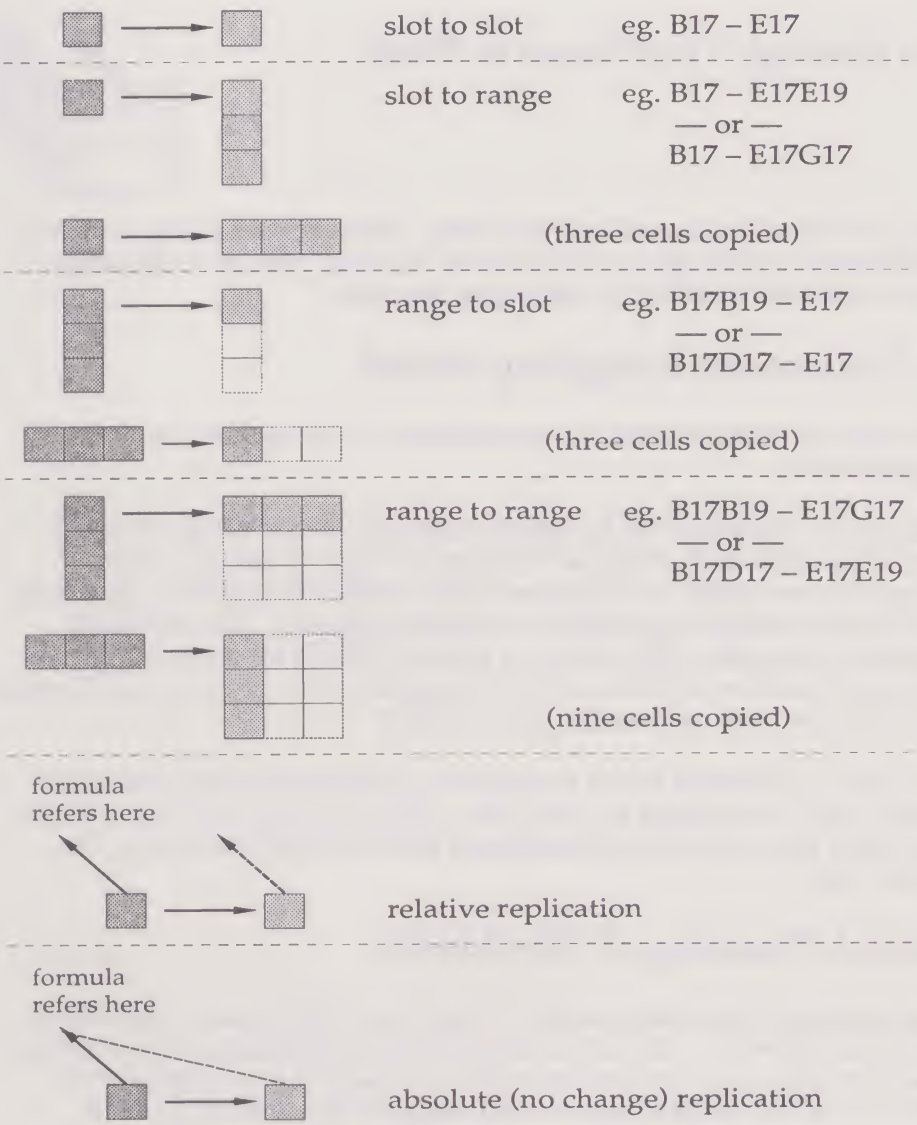 slot to slot eg. B17 – E17
slot to range eg. B17 – E17E19
— or —
B17 – E17G17
(three cells copied)
range to slot eg. B17B19 – E17
— or —
B17D17 – E17
(three cells copied)
range to range eg. B17B19 – E17G17
— or —
B17D17 – E17E19
(nine cells copied)
formula
refers here
relative replication
formula
refers here
absolute (no change) replication